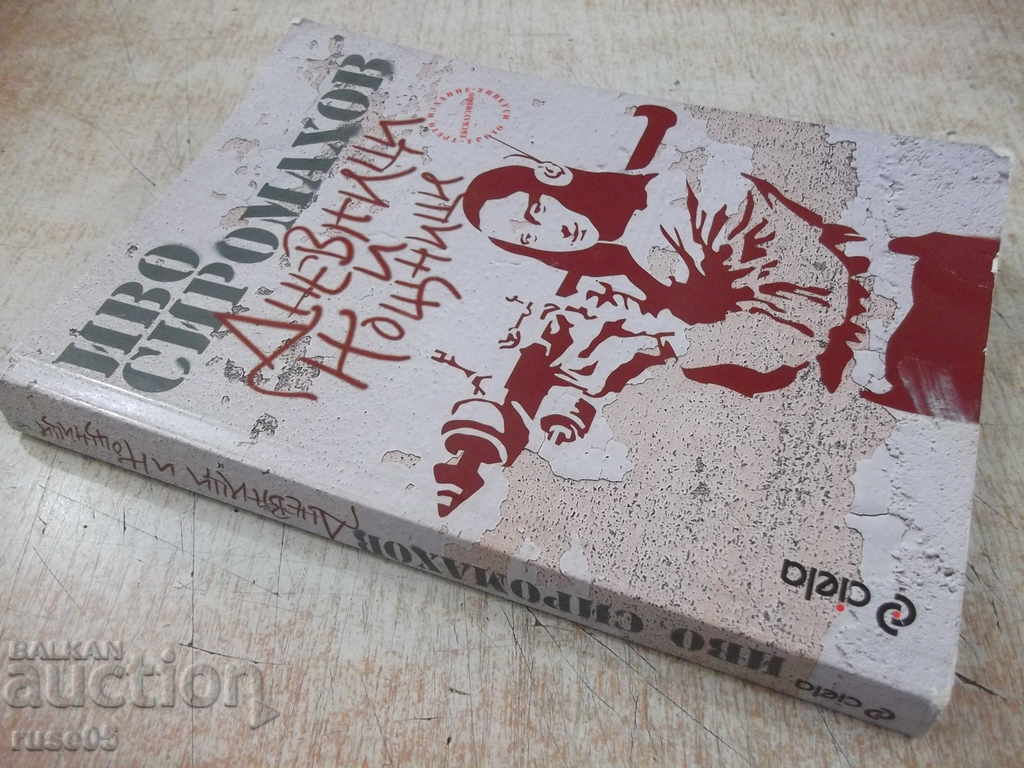 ИВО
СИРОМАХОВ
ДНЕВНИЦИ
И
НОЩНИЦИ
ciela
ДНЕВНИЦИ И НОЩНИЦИ
ИВО СИРОМАХОВ
ciela
BALKAN
auction
ruse05